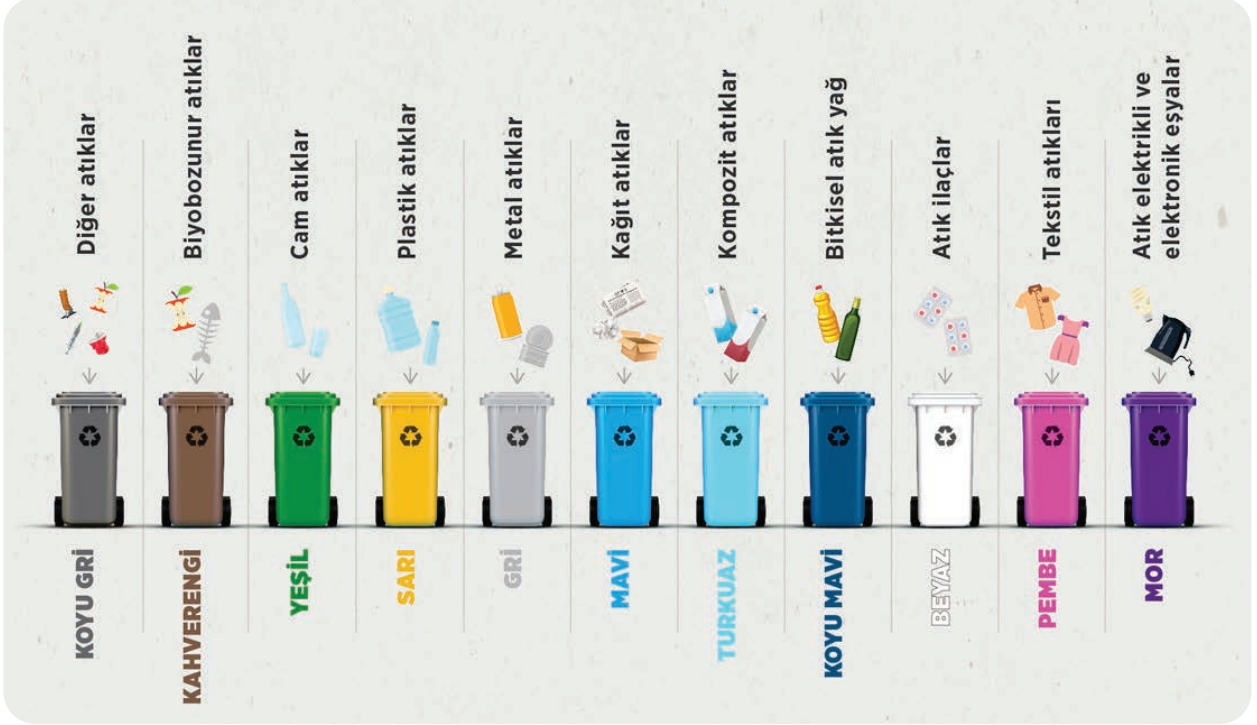 Diğer atıklar
Biyobozunur atıklar
Cam atıklar
Plastik atıklar
Metal atıklar
Kağıt atıklar
Kompozit atıklar
Bitkisel atık yağ
Atık ilaçlar
Tekstil atıkları
Atık elektrikli ve
elektronik eşyalar
KOYU GRİ
KAHVERENGİ
YEŞİL
SARI
GRİ
MAVİ
TURKUAZ
KOYU MAVİ
BEYAZ
PEMBE
MOR